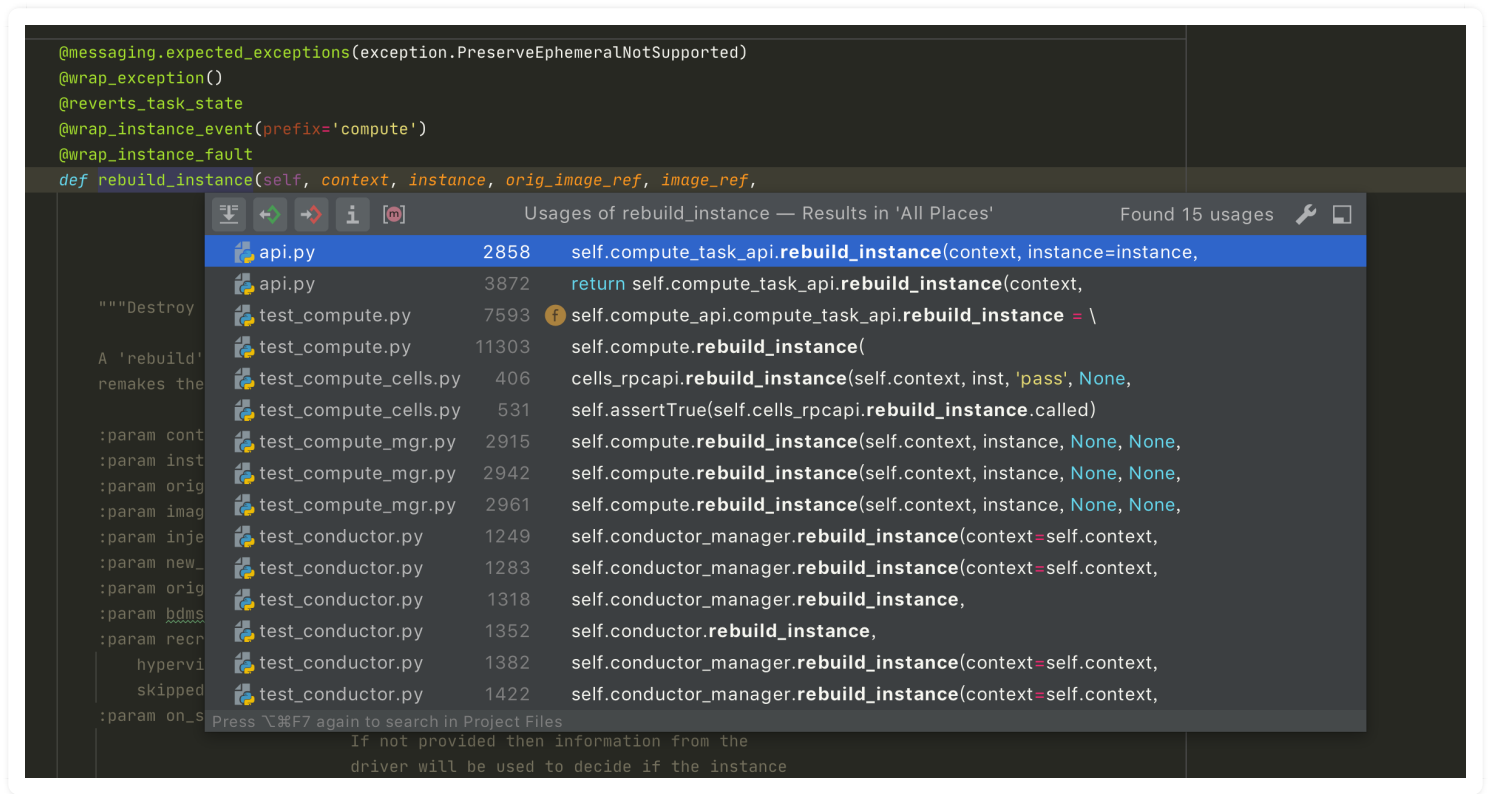 @messaging.expected_exceptions(exception.PreserveEphemeralNotSupported)
@wrap_exception()
@reverts_task_state
@wrap_instance_event(prefix='compute')
@wrap_instance_fault
def rebuild_instance(self, context, instance, orig_image_ref, image_ref,
Usages of rebuild_instance — Results in 'All Places' Found 15 usages
api.py 2858 self.compute_task_api.rebuild_instance(context, instance=instance,
api.py 3872 return self.compute_task_api.rebuild_instance(context,
test_compute.py 7593 f self.compute_api.compute_task_api.rebuild_instance = \
test_compute.py 11303 self.compute.rebuild_instance(
test_compute_cells.py 406 cells_rpcapi.rebuild_instance(self.context, inst, 'pass', None,
test_compute_cells.py 531 self.assertTrue(self.cells_rpcapi.rebuild_instance.called)
test_compute_mgr.py 2915 self.compute.rebuild_instance(self.context, instance, None, None,
test_compute_mgr.py 2942 self.compute.rebuild_instance(self.context, instance, None, None,
test_compute_mgr.py 2961 self.compute.rebuild_instance(self.context, instance, None, None,
test_conductor.py 1249 self.conductor_manager.rebuild_instance(context=self.context,
test_conductor.py 1283 self.conductor_manager.rebuild_instance(context=self.context,
test_conductor.py 1318 self.conductor_manager.rebuild_instance,
test_conductor.py 1352 self.conductor.rebuild_instance,
test_conductor.py 1382 self.conductor_manager.rebuild_instance(context=self.context,
test_conductor.py 1422 self.conductor_manager.rebuild_instance(context=self.context,
Press ⌥⌘F7 again to search in Project Files
"""Destroy
A 'rebuild'
remakes the
:param cont
:param inst
:param orig
:param imag
:param inje
:param new_
:param orig
:param bdms
:param recr
hypervi
skipped
:param on_s
If not provided then information from the
driver will be used to decide if the instance